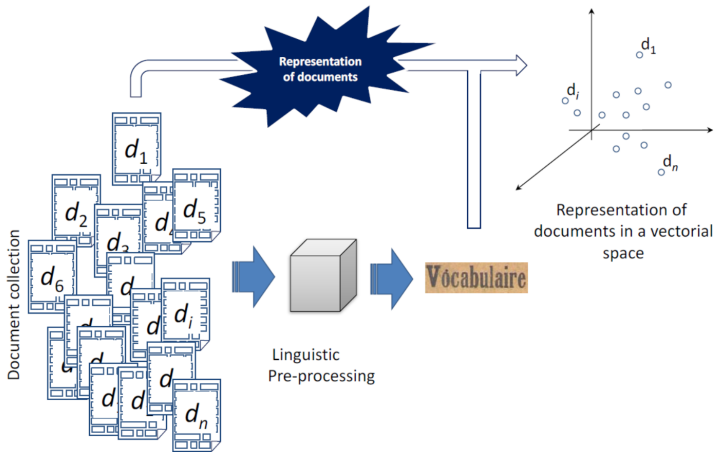 Representation
of documents
d1
di
dn
Representation of
documents in a vectorial
space
Document collection
d1
d2
d5
d3
d6
d
di
d
d
d
d
d
dn
Vocabulaire
Linguistic
Pre-processing